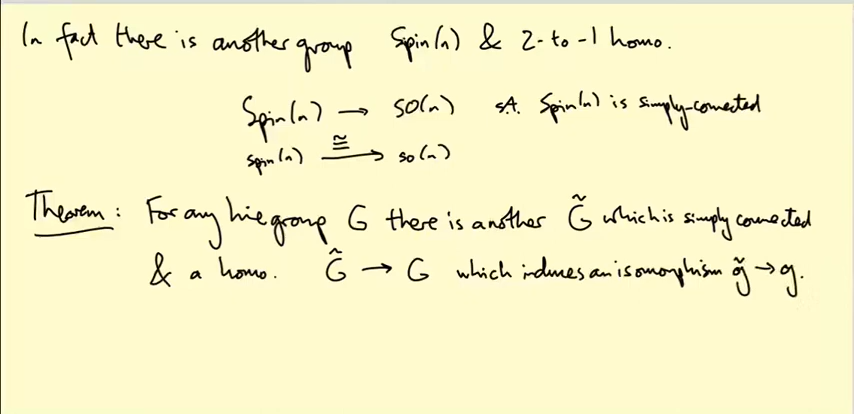 In fact there is another group Spin(n) & 2-to-1 homo.
Spin(n) → SO(n) s.t. Spin(n) is simply-connected
spin(n) ≅→ so(n)
Theorem: For any Lie group G there is another G̃ which is simply connected
& a homo. G̃ → G which induces an isomorphism g̃ → g.